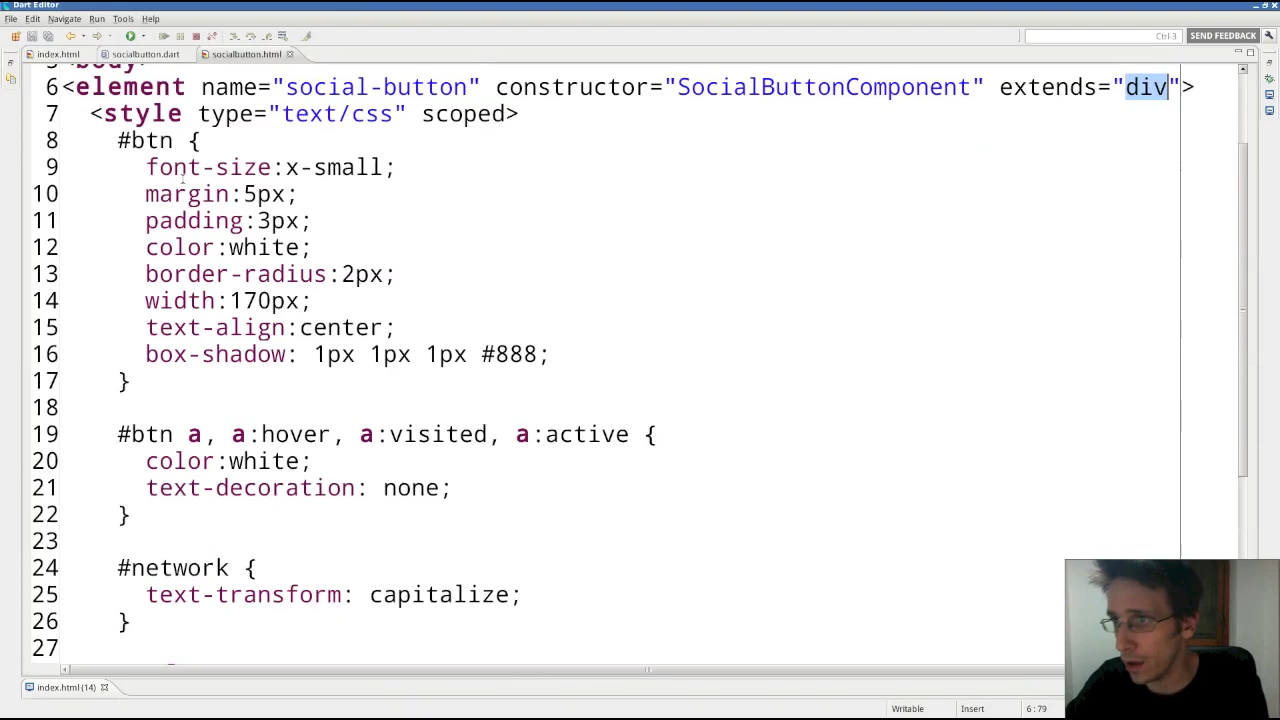 Dart Editor
File Edit Navigate Run Tools Help
Ctrl-3 SEND FEEDBACK
index.html socialbutton.dart socialbutton.html
5 <body>
6 <element name="social-button" constructor="SocialButtonComponent" extends="div">
7 <style type="text/css" scoped>
8 #btn {
9 font-size:x-small;
10 margin:5px;
11 padding:3px;
12 color:white;
13 border-radius:2px;
14 width:170px;
15 text-align:center;
16 box-shadow: 1px 1px 1px #888;
17 }
18
19 #btn a, a:hover, a:visited, a:active {
20 color:white;
21 text-decoration: none;
22 }
23
24 #network {
25 text-transform: capitalize;
26 }
27
index.html (14)
Writable Insert 6:79